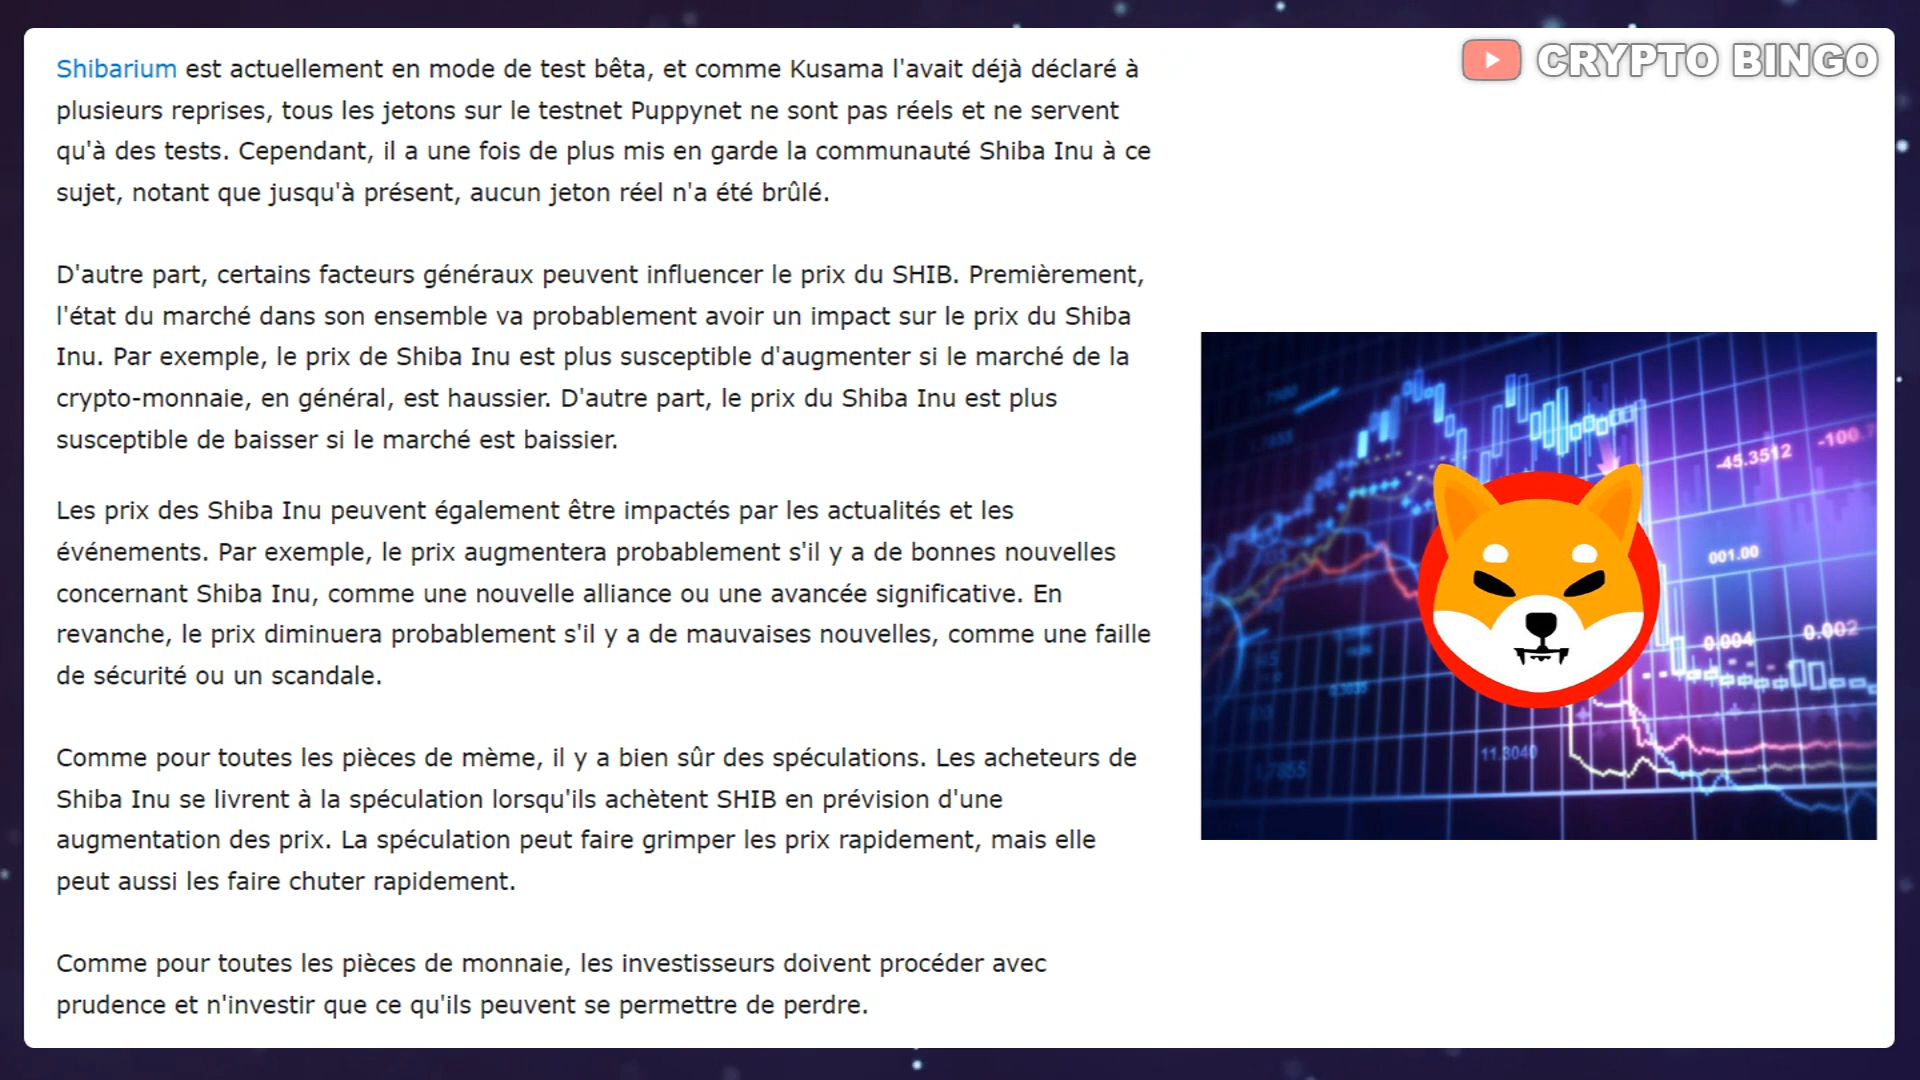 CRYPTO BINGO
Shibarium est actuellement en mode de test bêta, et comme Kusama l'avait déjà déclaré à
plusieurs reprises, tous les jetons sur le testnet Puppynet ne sont pas réels et ne servent
qu'à des tests. Cependant, il a une fois de plus mis en garde la communauté Shiba Inu à ce
sujet, notant que jusqu'à présent, aucun jeton réel n'a été brûlé.
D'autre part, certains facteurs généraux peuvent influencer le prix du SHIB. Premièrement,
l'état du marché dans son ensemble va probablement avoir un impact sur le prix du Shiba
Inu. Par exemple, le prix de Shiba Inu est plus susceptible d'augmenter si le marché de la
crypto-monnaie, en général, est haussier. D'autre part, le prix du Shiba Inu est plus
susceptible de baisser si le marché est baissier.
Les prix des Shiba Inu peuvent également être impactés par les actualités et les
événements. Par exemple, le prix augmentera probablement s'il y a de bonnes nouvelles
concernant Shiba Inu, comme une nouvelle alliance ou une avancée significative. En
revanche, le prix diminuera probablement s'il y a de mauvaises nouvelles, comme une faille
de sécurité ou un scandale.
Comme pour toutes les pièces de mème, il y a bien sûr des spéculations. Les acheteurs de
Shiba Inu se livrent à la spéculation lorsqu'ils achètent SHIB en prévision d'une
augmentation des prix. La spéculation peut faire grimper les prix rapidement, mais elle
peut aussi les faire chuter rapidement.
Comme pour toutes les pièces de monnaie, les investisseurs doivent procéder avec
prudence et n'investir que ce qu'ils peuvent se permettre de perdre.
-45.3512
001.00
0.004
0.002
11.3040